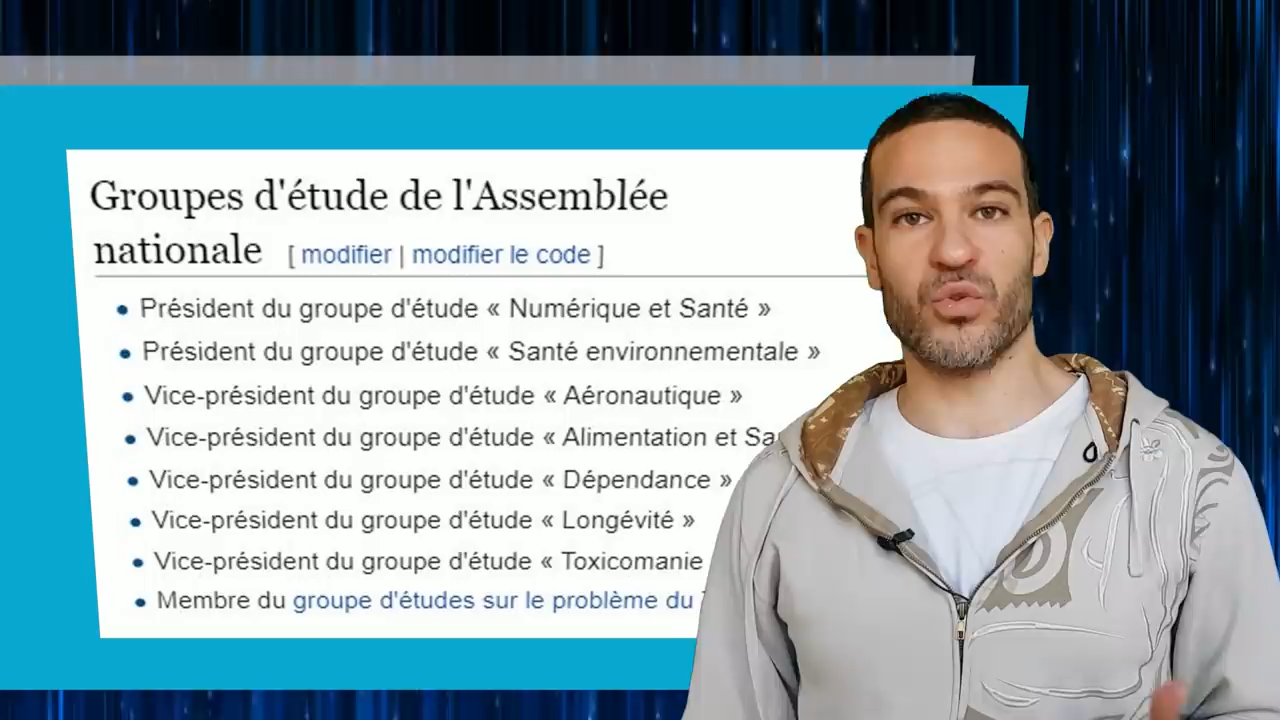 Groupes d'étude de l'Assemblée
nationale [ modifier | modifier le code ]
• Président du groupe d'étude « Numérique et Santé »
• Président du groupe d'étude « Santé environnementale »
• Vice-président du groupe d'étude « Aéronautique »
• Vice-président du groupe d'étude « Alimentation et
• Vice-président du groupe d'étude « Dépendance »
• Vice-président du groupe d'étude « Longévité »
• Vice-président du groupe d'étude « Toxicomanie
• Membre du groupe d'études sur le problème du